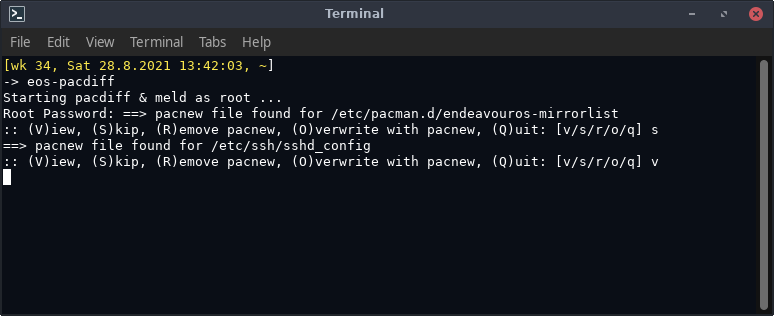 Terminal
File Edit View Terminal Tabs Help
[wk 34, Sat 28.8.2021 13:42:03, ~]
-> eos-pacdiff
Starting pacdiff & meld as root ...
Root Password: ==> pacnew file found for /etc/pacman.d/endeavouros-mirrorlist
:: (V)iew, (S)kip, (R)emove pacnew, (O)verwrite with pacnew, (Q)uit: [v/s/r/o/q] s
==> pacnew file found for /etc/ssh/sshd_config
:: (V)iew, (S)kip, (R)emove pacnew, (O)verwrite with pacnew, (Q)uit: [v/s/r/o/q] v